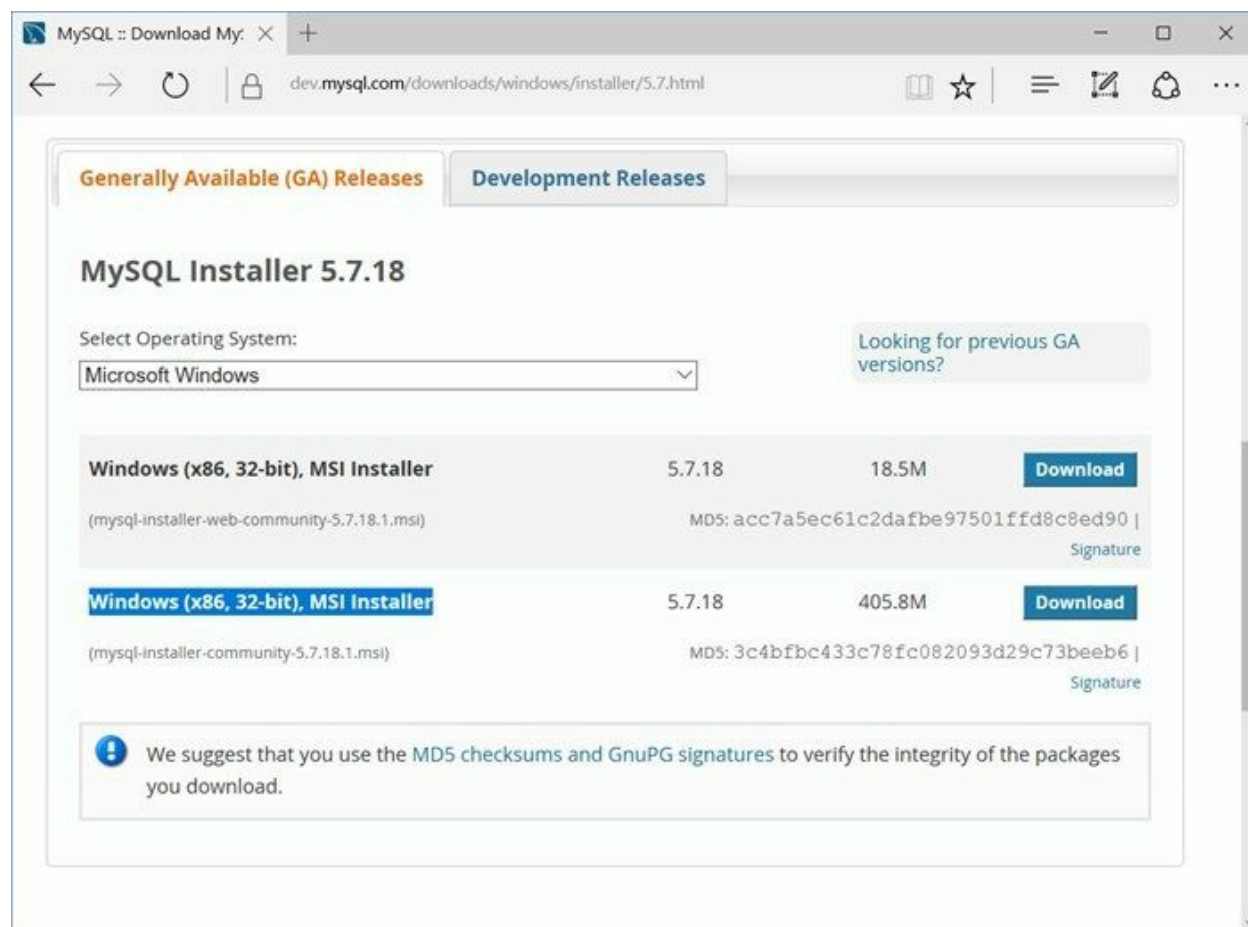 MySQL :: Download My:
dev.mysql.com/downloads/windows/installer/5.7.html
Generally Available (GA) Releases
Development Releases
MySQL Installer 5.7.18
Select Operating System:
Microsoft Windows
Looking for previous GA
versions?
Windows (x86, 32-bit), MSI Installer 5.7.18 18.5M Download
(mysql-installer-web-community-5.7.18.1.msi) MD5: acc7a5ec61c2dafbe97501ffd8c8ed90 |
Signature
Windows (x86, 32-bit), MSI Installer 5.7.18 405.8M Download
(mysql-installer-community-5.7.18.1.msi) MD5: 3c4bfbc433c78fc082093d29c73beeb6 |
Signature
We suggest that you use the MD5 checksums and GnuPG signatures to verify the integrity of the packages
you download.